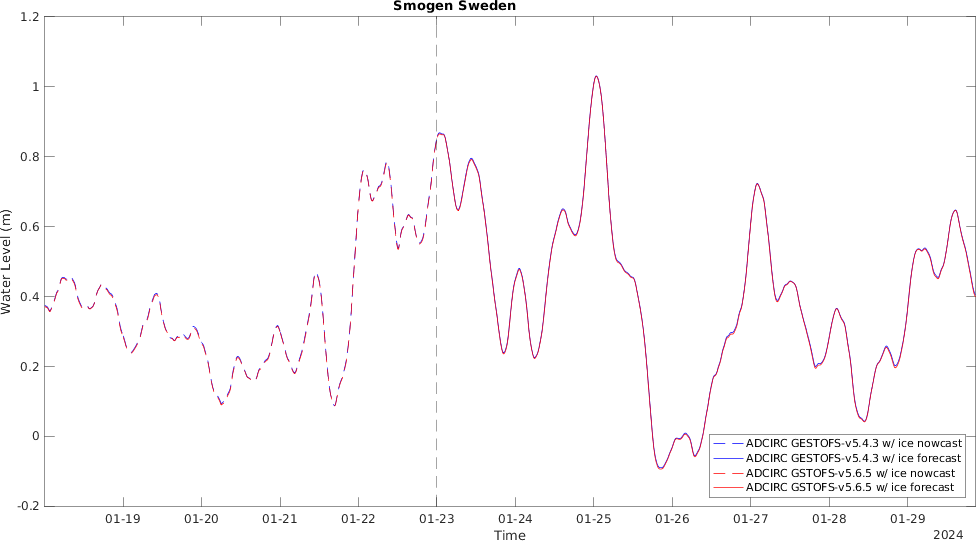 Smogen Sweden
1.2
1
0.8
0.6
0.4
0.2
0
-0.2
Water Level (m)
ADCIRC GESTOFS-v5.4.3 w/ ice nowcast
ADCIRC GESTOFS-v5.4.3 w/ ice forecast
ADCIRC GSTOFS-v5.6.5 w/ ice nowcast
ADCIRC GSTOFS-v5.6.5 w/ ice forecast
01-19 01-20 01-21 01-22 01-23 01-24 01-25 01-26 01-27 01-28 01-29
Time
2024